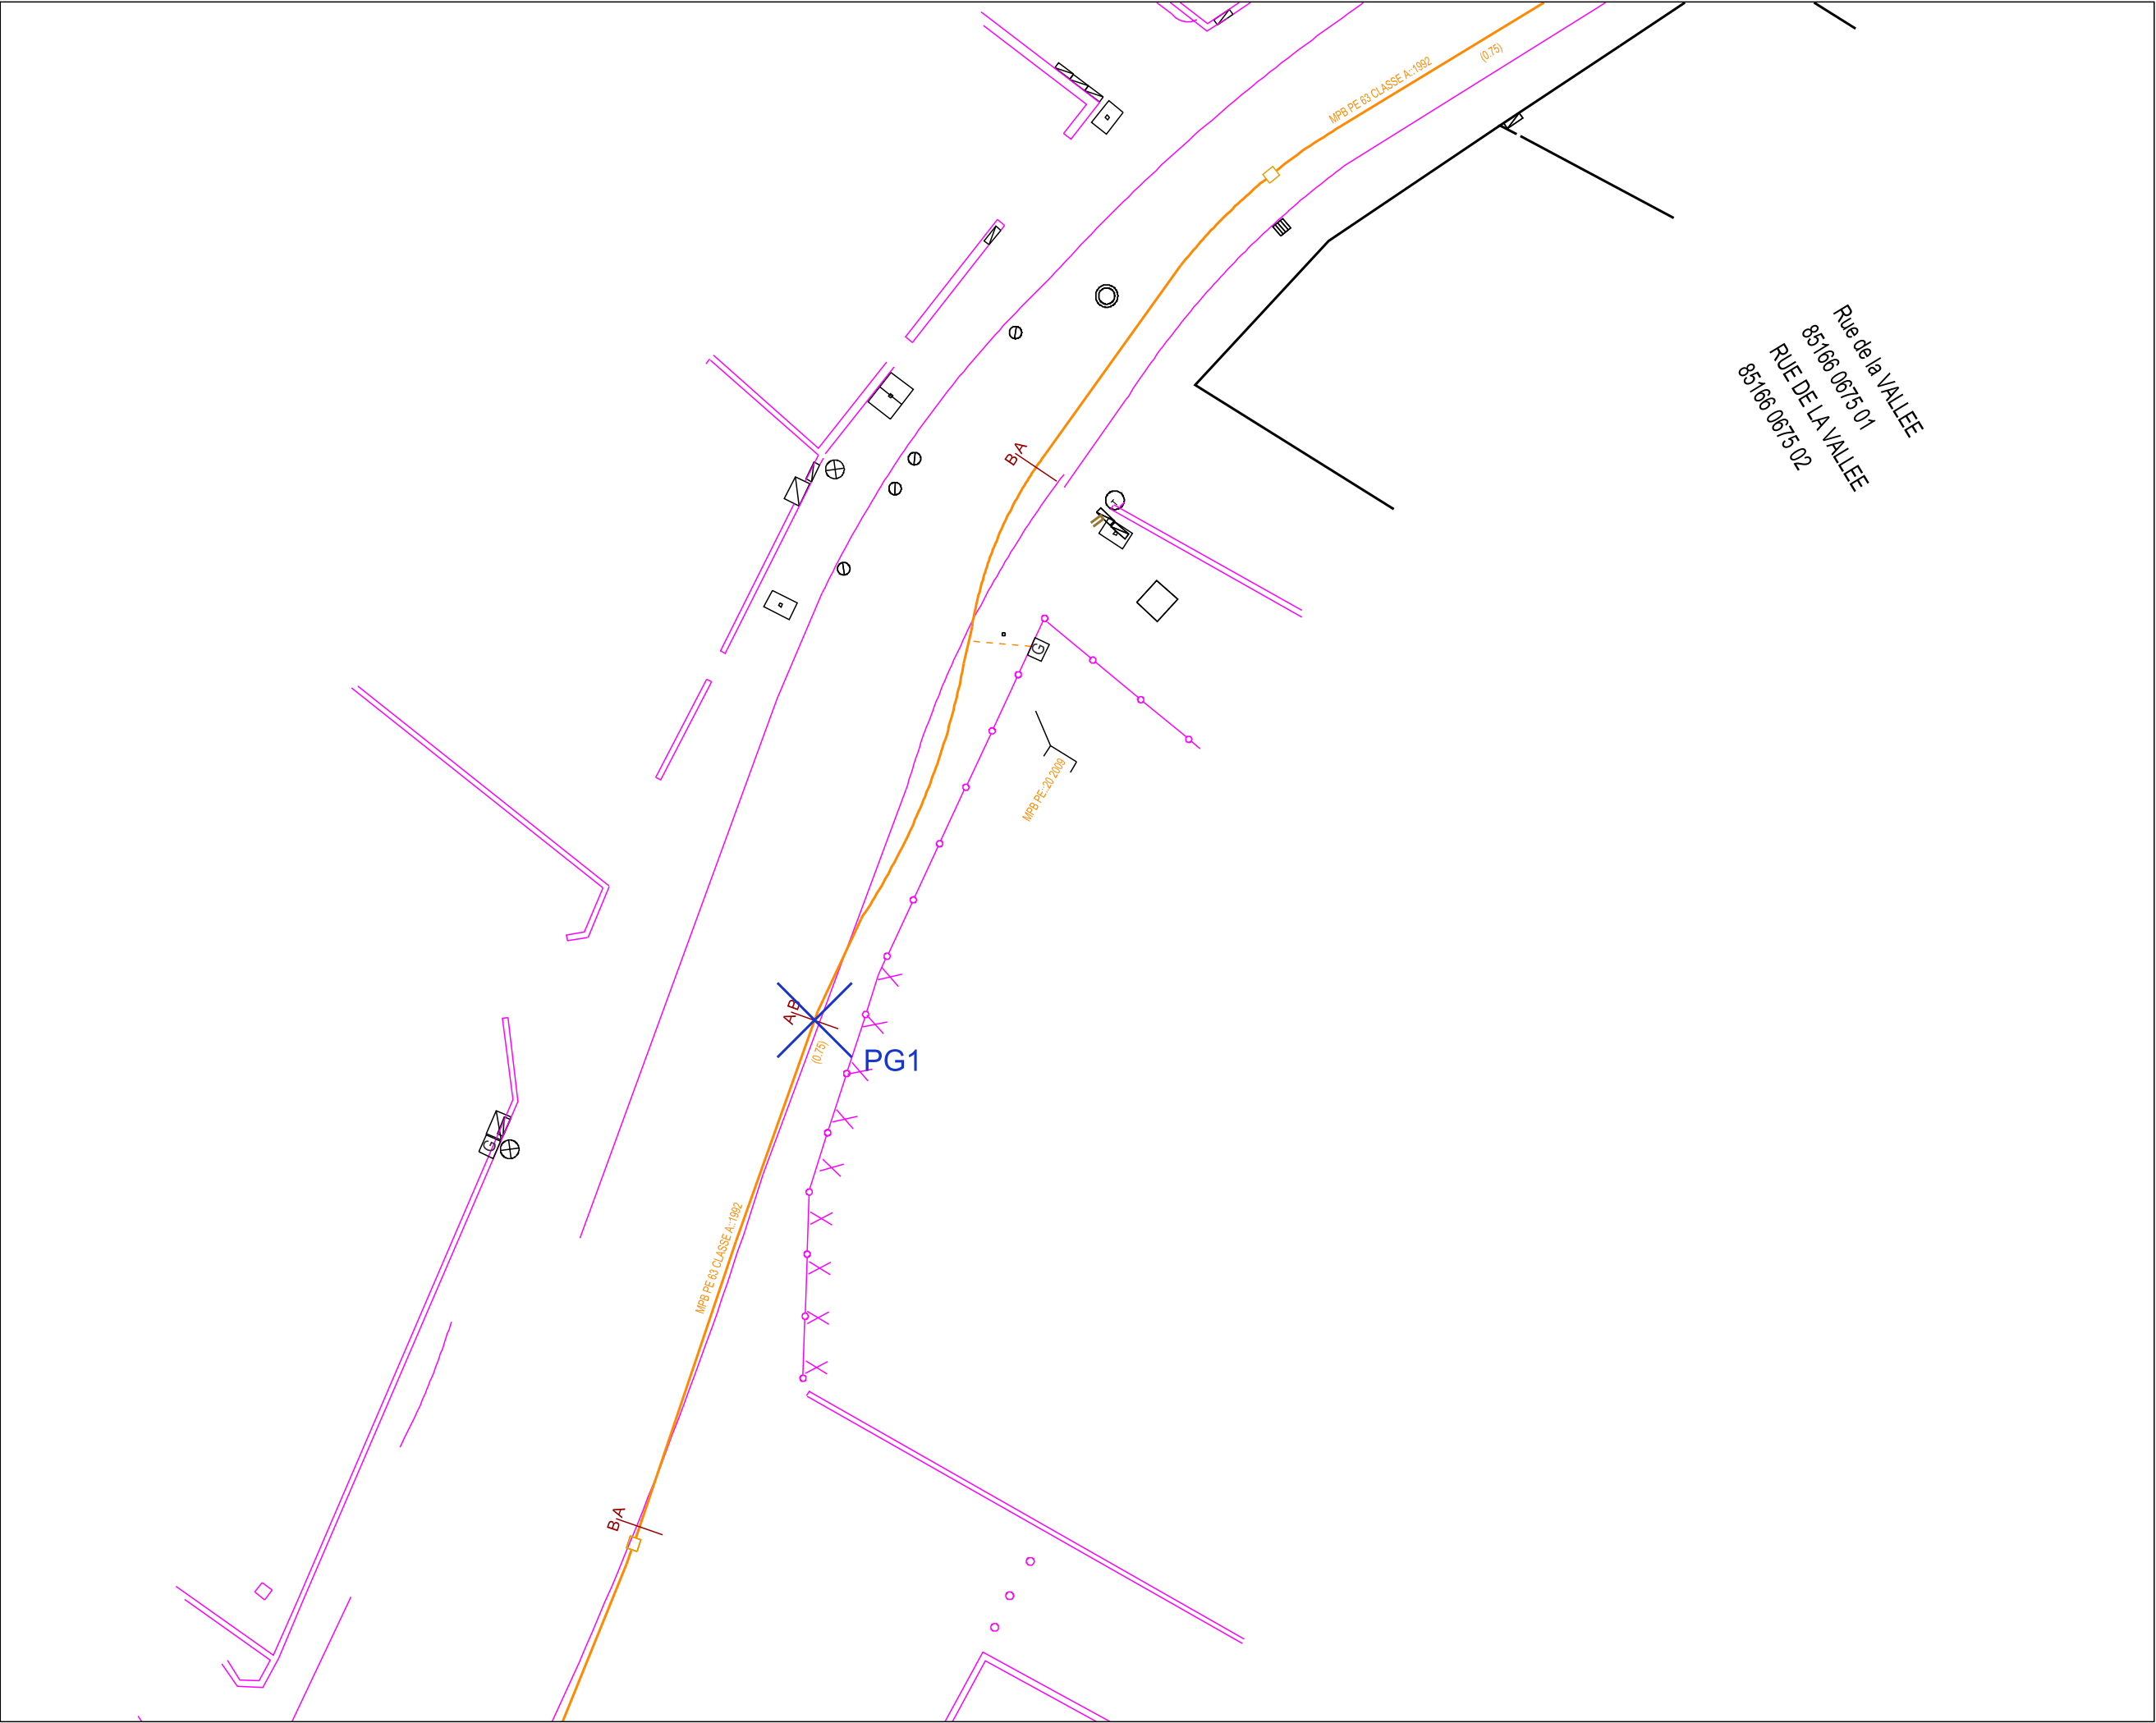 MPB PE 63 CLASSE A::1992
(0.75)
Rue de la VALLEE
85166 0675 01
RUE DE LA VALLEE
85166 0675 02
B A
G
MPB PE::20 2009
A B
(0.75)
PG1
G
MPB PE 63 CLASSE A::1992
B A